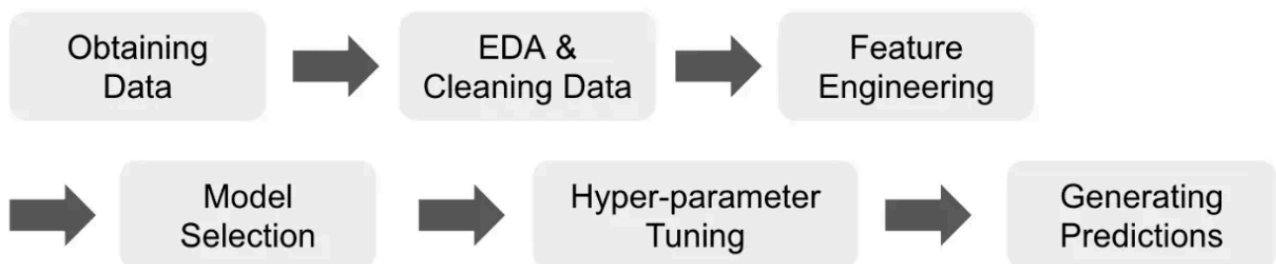 Obtaining
Data
EDA &
Cleaning Data
Feature
Engineering
Model
Selection
Hyper-parameter
Tuning
Generating
Predictions